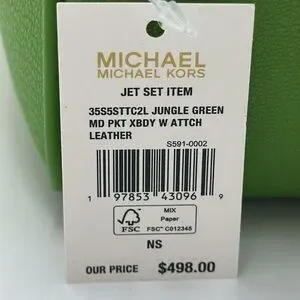 MICHAEL
MICHAEL KORS
JET SET ITEM
35S5STTC2L JUNGLE GREEN
MD PKT XBDY W ATTCH
LEATHER
S591-0002
1 97853 43096 9
FSC
MIX
Paper
FSC™ C012345
NS
OUR PRICE $498.00